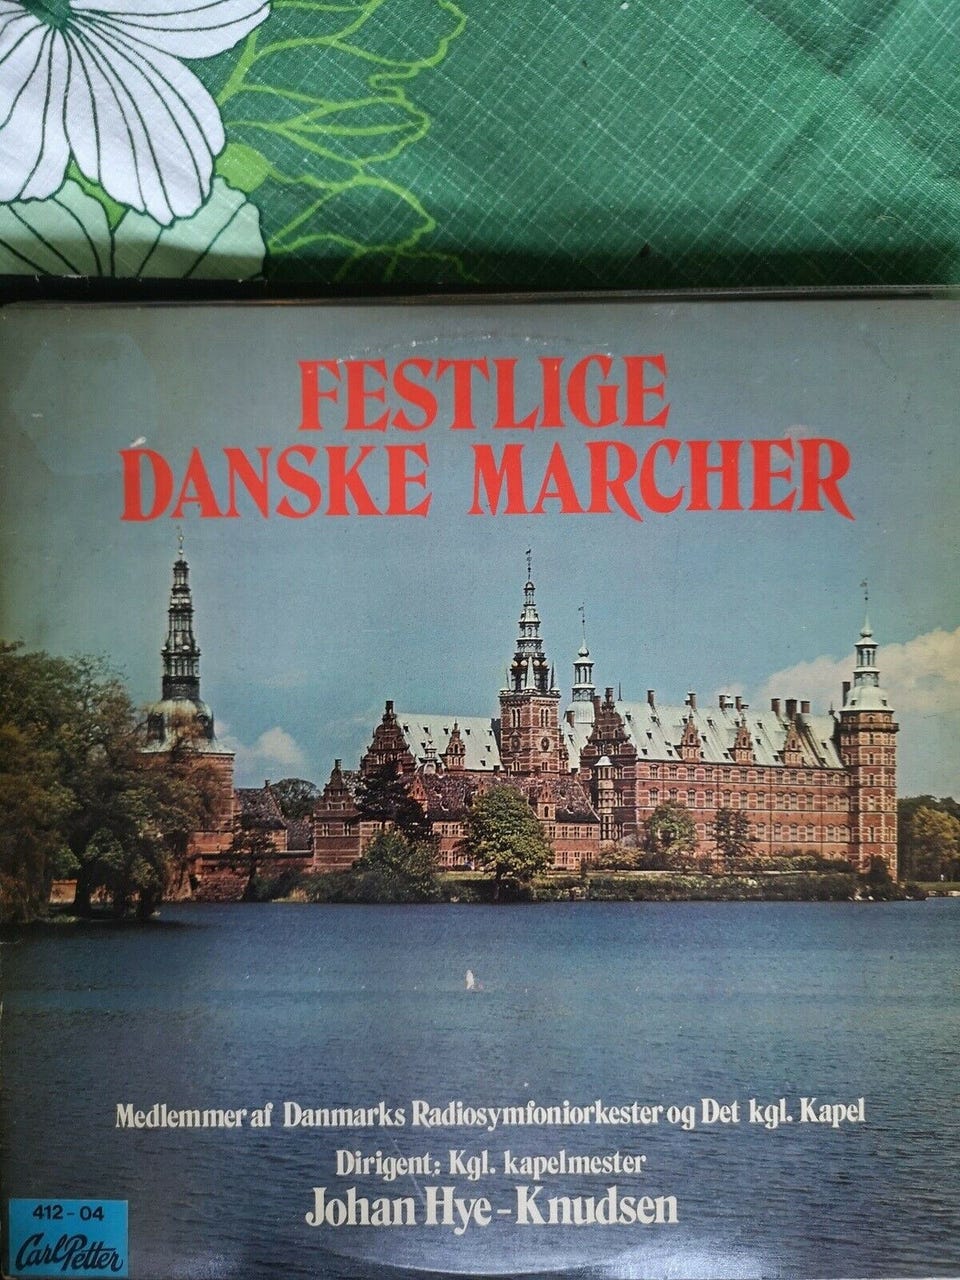 FESTLIGE
DANSKE MARCHER
Medlemmer af Danmarks Radiosymfoniorkester og Det kgl. Kapel
Dirigent: Kgl. kapelmester
Johan Hye-Knudsen
412-04
Carl Petter